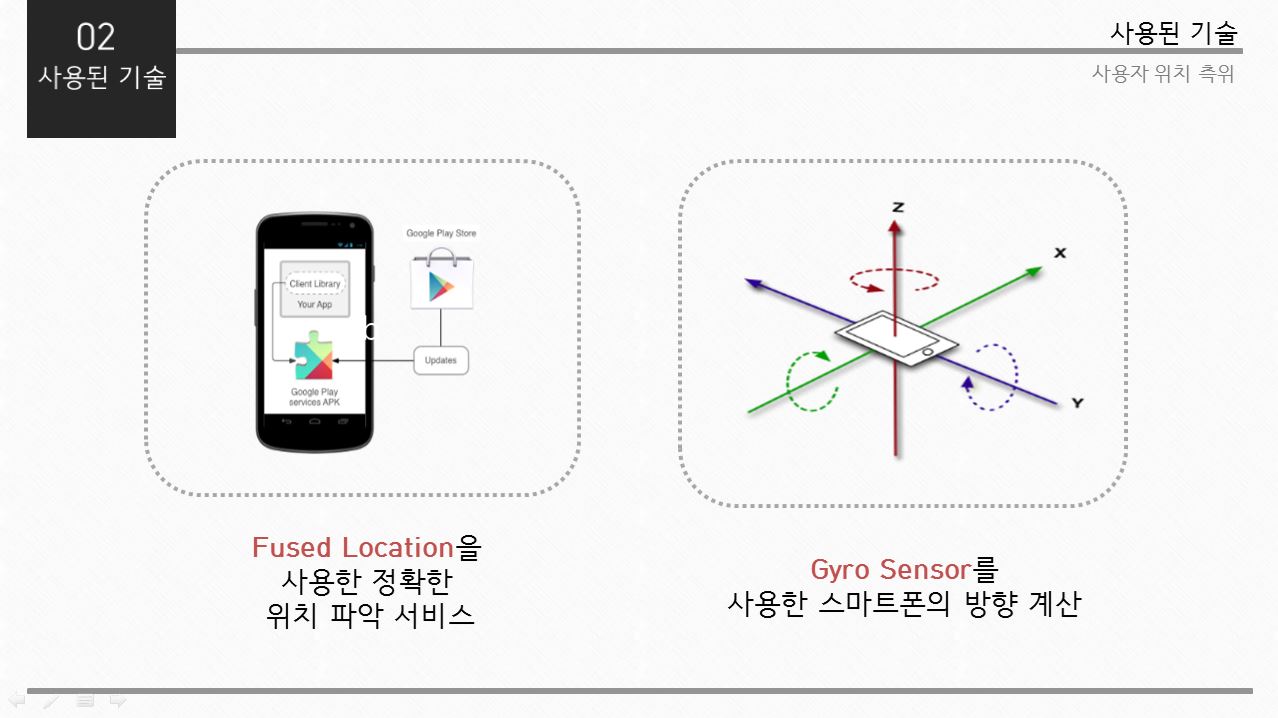 02
사용된 기술
사용된 기술
사용자 위치 측위
Google Play Store
Client Library
Your App
b
Updates
Google Play
services APK
Z
X
Y
Fused Location을
사용한 정확한
위치 파악 서비스
Gyro Sensor를
사용한 스마트폰의 방향 계산